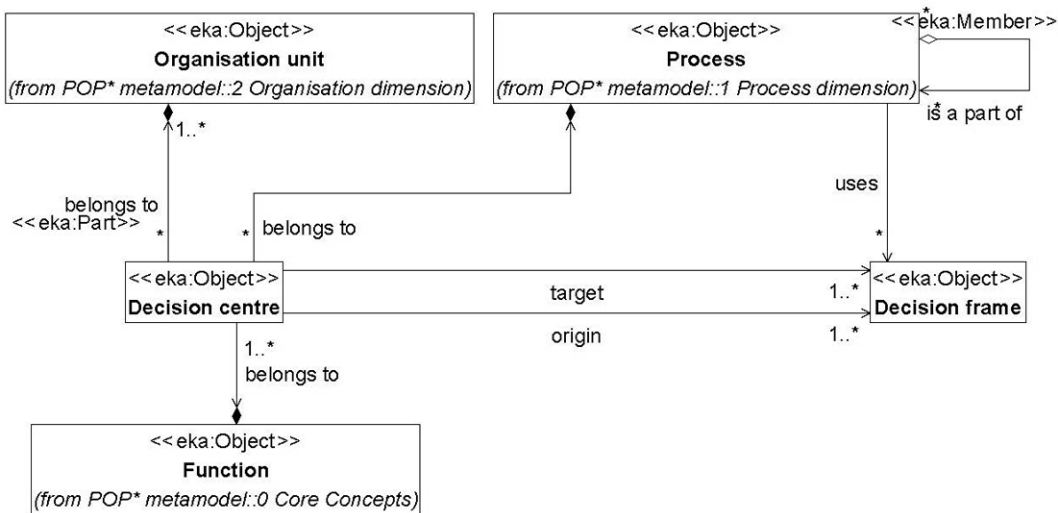 <<eka:Object>>
Organisation unit
(from POP* metamodel::2 Organisation dimension)
<<eka:Object>>
Process
(from POP* metamodel::1 Process dimension)
*
<<eka:Member>>
*
is a part of
1..*
belongs to
<<eka:Part>>
*
*
belongs to
uses
*
<<eka:Object>>
Decision centre
target
1..*
origin
1..*
<<eka:Object>>
Decision frame
1..*
belongs to
<<eka:Object>>
Function
(from POP* metamodel::0 Core Concepts)